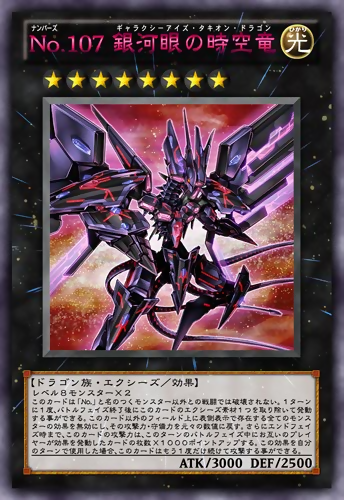 ナンバーズ ギャラクシーアイズ・タキオン・ドラゴン
No.107 銀河眼の時空竜
ひかり
光
【ドラゴン族・エクシーズ/効果】
レベル8モンスター×2
このカードは「No.」と名のつくモンスター以外との戦闘では破壊されない。1ターン
に1度、バトルフェイズ終了後にこのカードのエクシーズ素材1つを取り除いて発動
する事ができる。このカード以外のフィールド上に表側表示で存在する全てのモン
スターの効果を無効にし、その攻撃力・守備力を元々の数値に戻す。さらにエンドフェ
イズ時まで、このカードの攻撃力は、このターンのバトルフェイズ中にお互いのプレ
イヤーが発動したカードの枚数×1000ポイントアップする。この効果を自分
のターンで使用した場合、このカードはもう1度だけ続けて攻撃する事ができる。
ATK/3000 DEF/2500